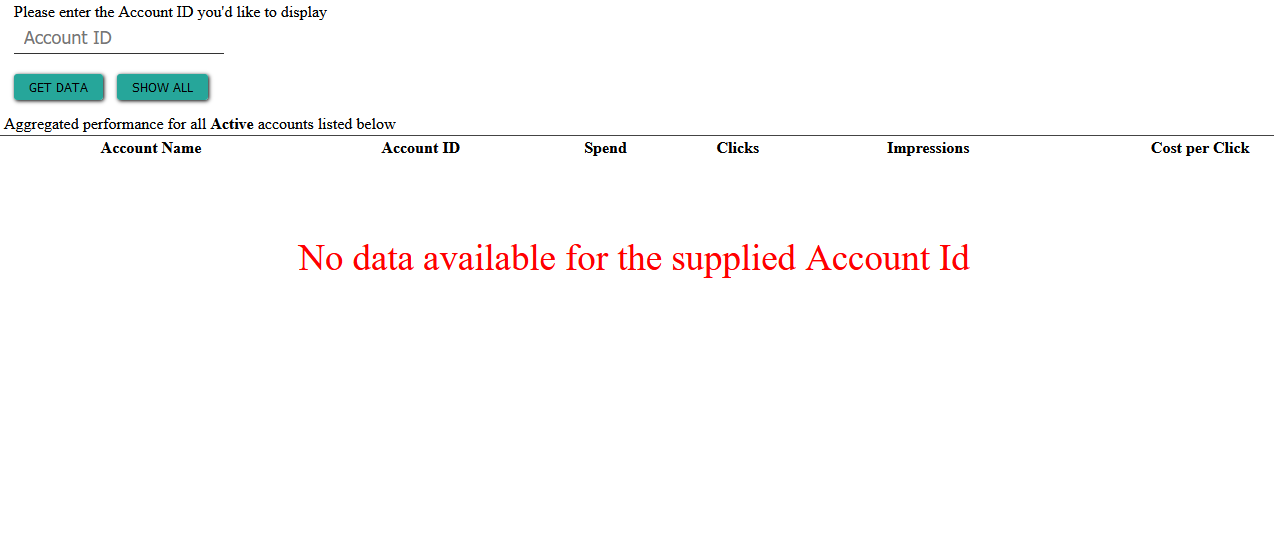 Please enter the Account ID you'd like to display
Account ID
GET DATA SHOW ALL
Aggregated performance for all Active accounts listed below
Account Name Account ID Spend Clicks Impressions Cost per Click
No data available for the supplied Account Id